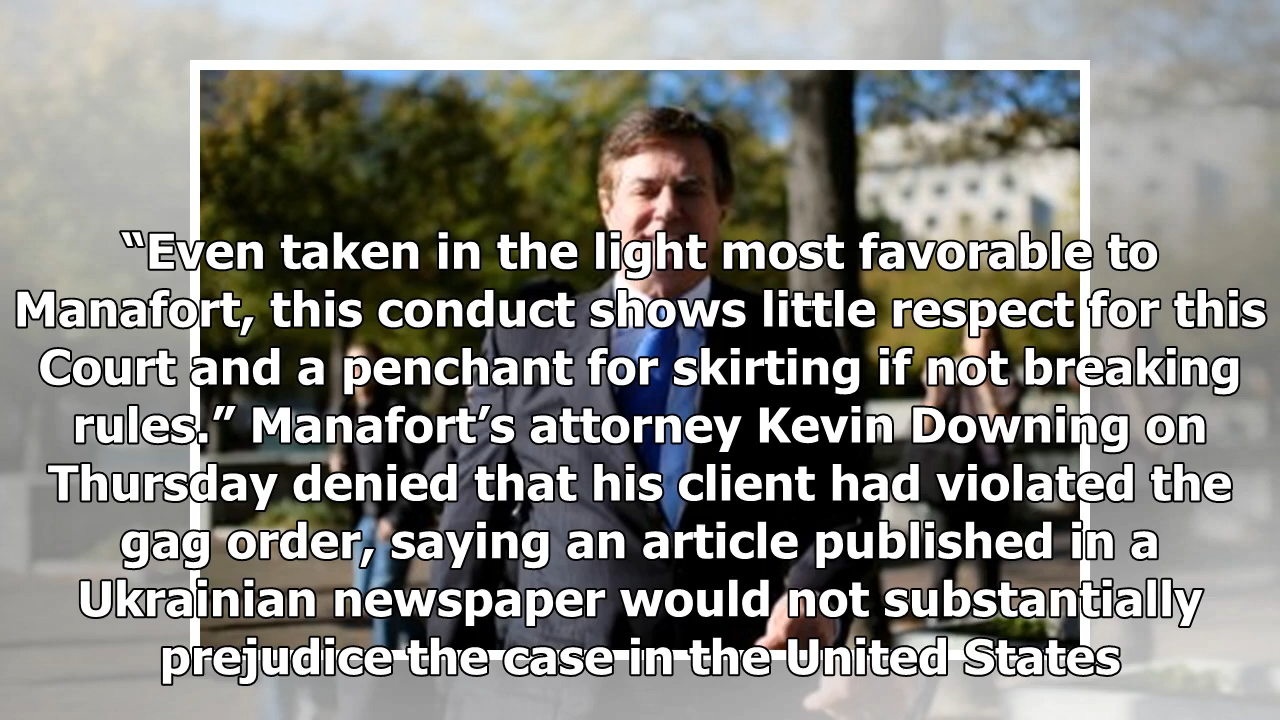 “Even taken in the light most favorable to
Manafort, this conduct shows little respect for this
Court and a penchant for skirting if not breaking
rules.” Manafort’s attorney Kevin Downing on
Thursday denied that his client had violated the
gag order, saying an article published in a
Ukrainian newspaper would not substantially
prejudice the case in the United States